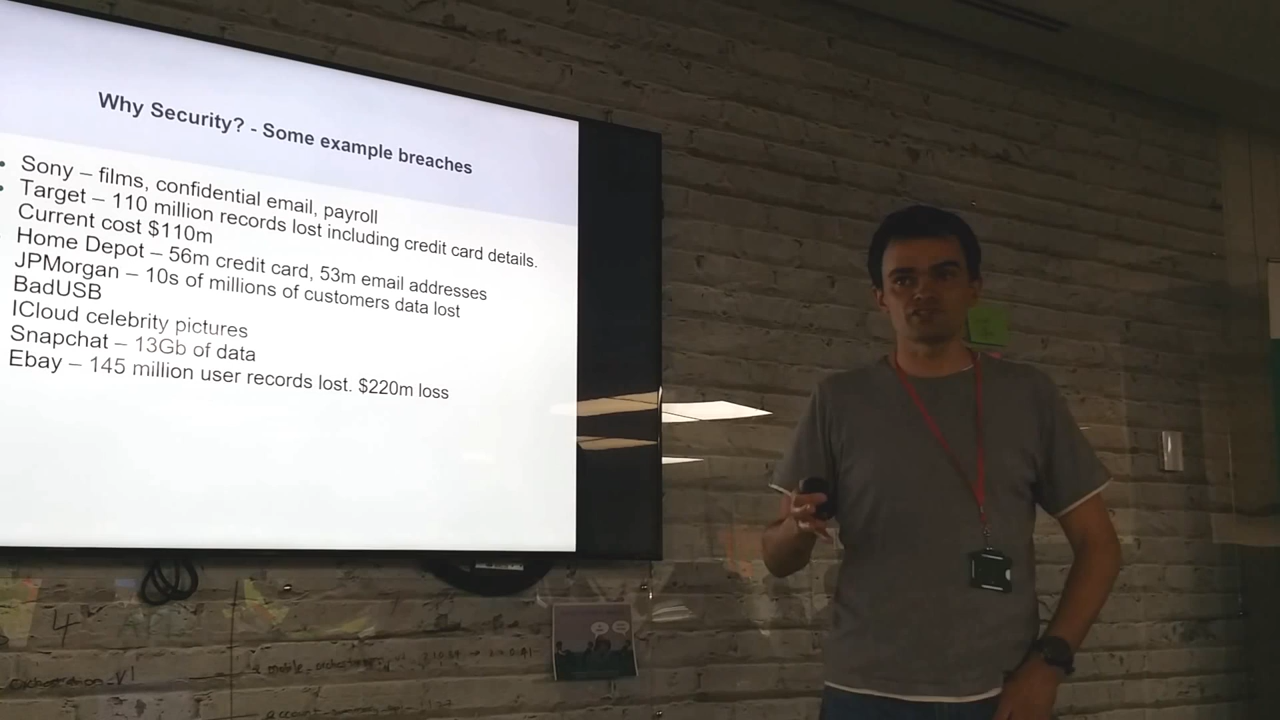 Why Security? - Some example breaches
• Sony – films, confidential email, payroll
• Target – 110 million records lost including credit card details.
Current cost $110m
Home Depot – 56m credit card, 53m email addresses
JPMorgan – 10s of millions of customers data lost
BadUSB
ICloud celebrity pictures
Snapchat – 13Gb of data
Ebay – 145 million user records lost. $220m loss